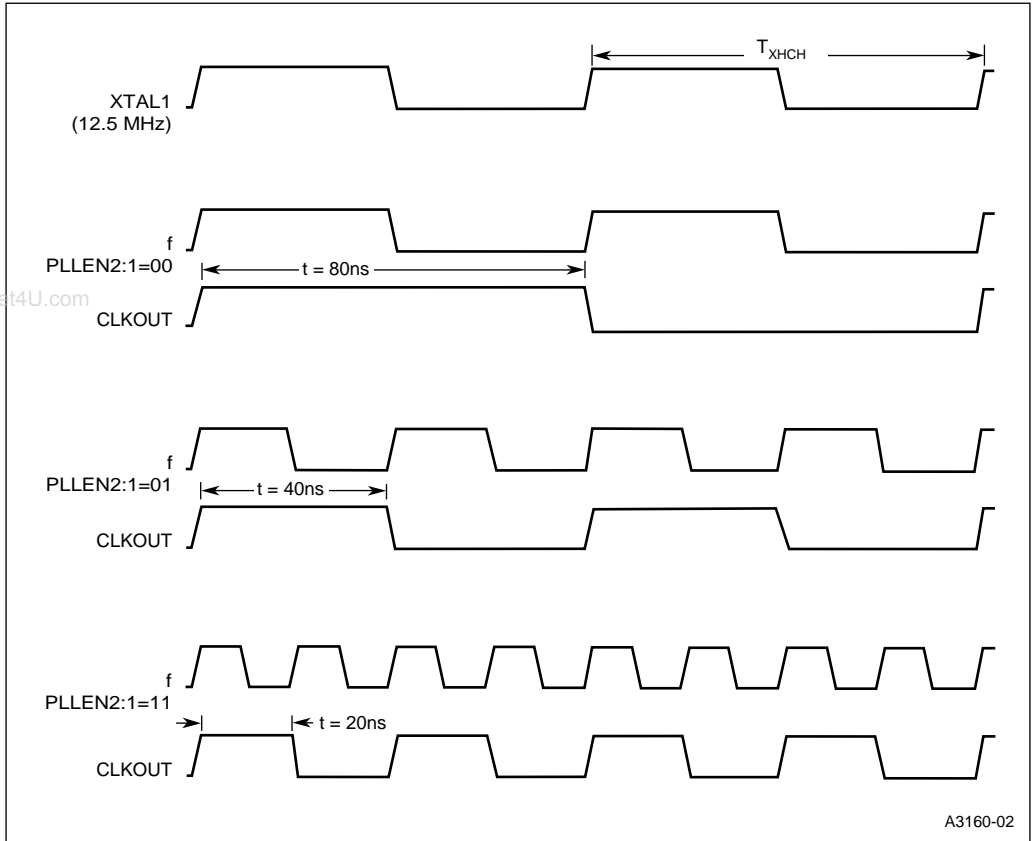 T_XHCH
XTAL1
(12.5 MHz)
f
PLLEN2:1=00
t = 80ns
et4U.com
CLKOUT
f
PLLEN2:1=01
t = 40ns
CLKOUT
f
PLLEN2:1=11
t = 20ns
CLKOUT
A3160-02